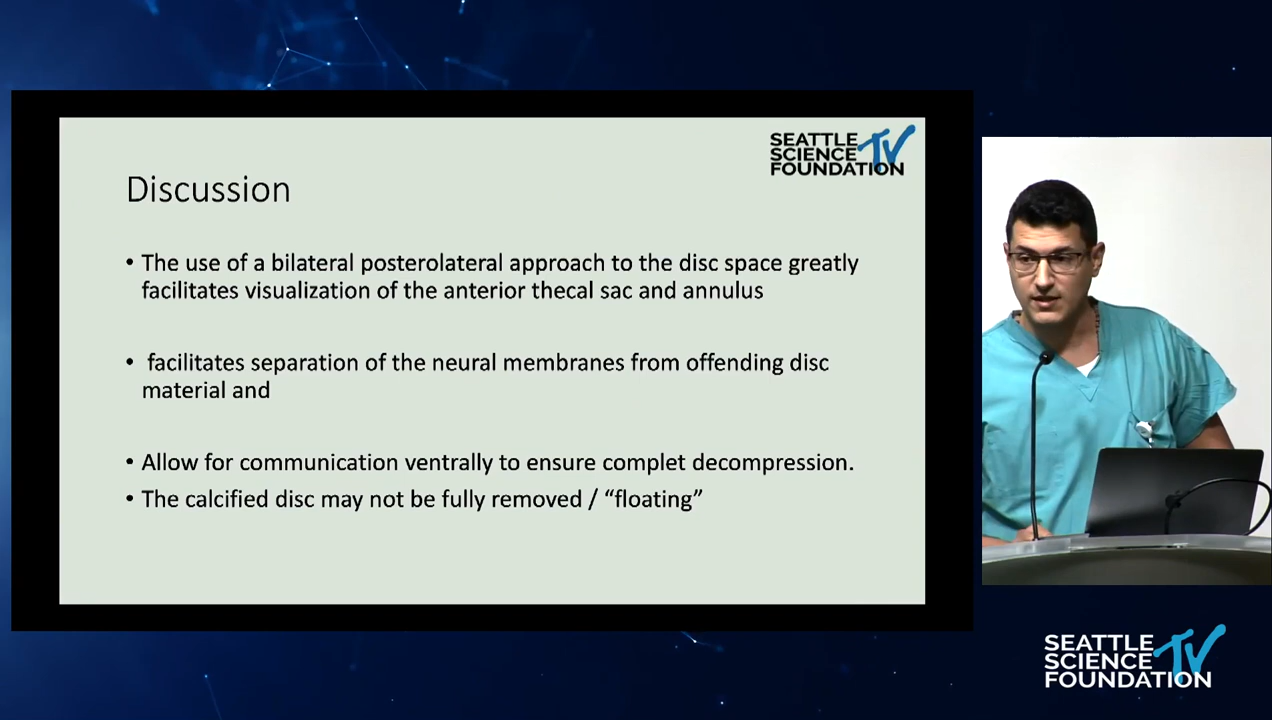 SEATTLE
SCIENCE TV
FOUNDATION
Discussion
• The use of a bilateral posterolateral approach to the disc space greatly
facilitates visualization of the anterior thecal sac and annulus
• facilitates separation of the neural membranes from offending disc
material and
• Allow for communication ventrally to ensure complet decompression.
• The calcified disc may not be fully removed / “floating”
SEATTLE
SCIENCE TV
FOUNDATION